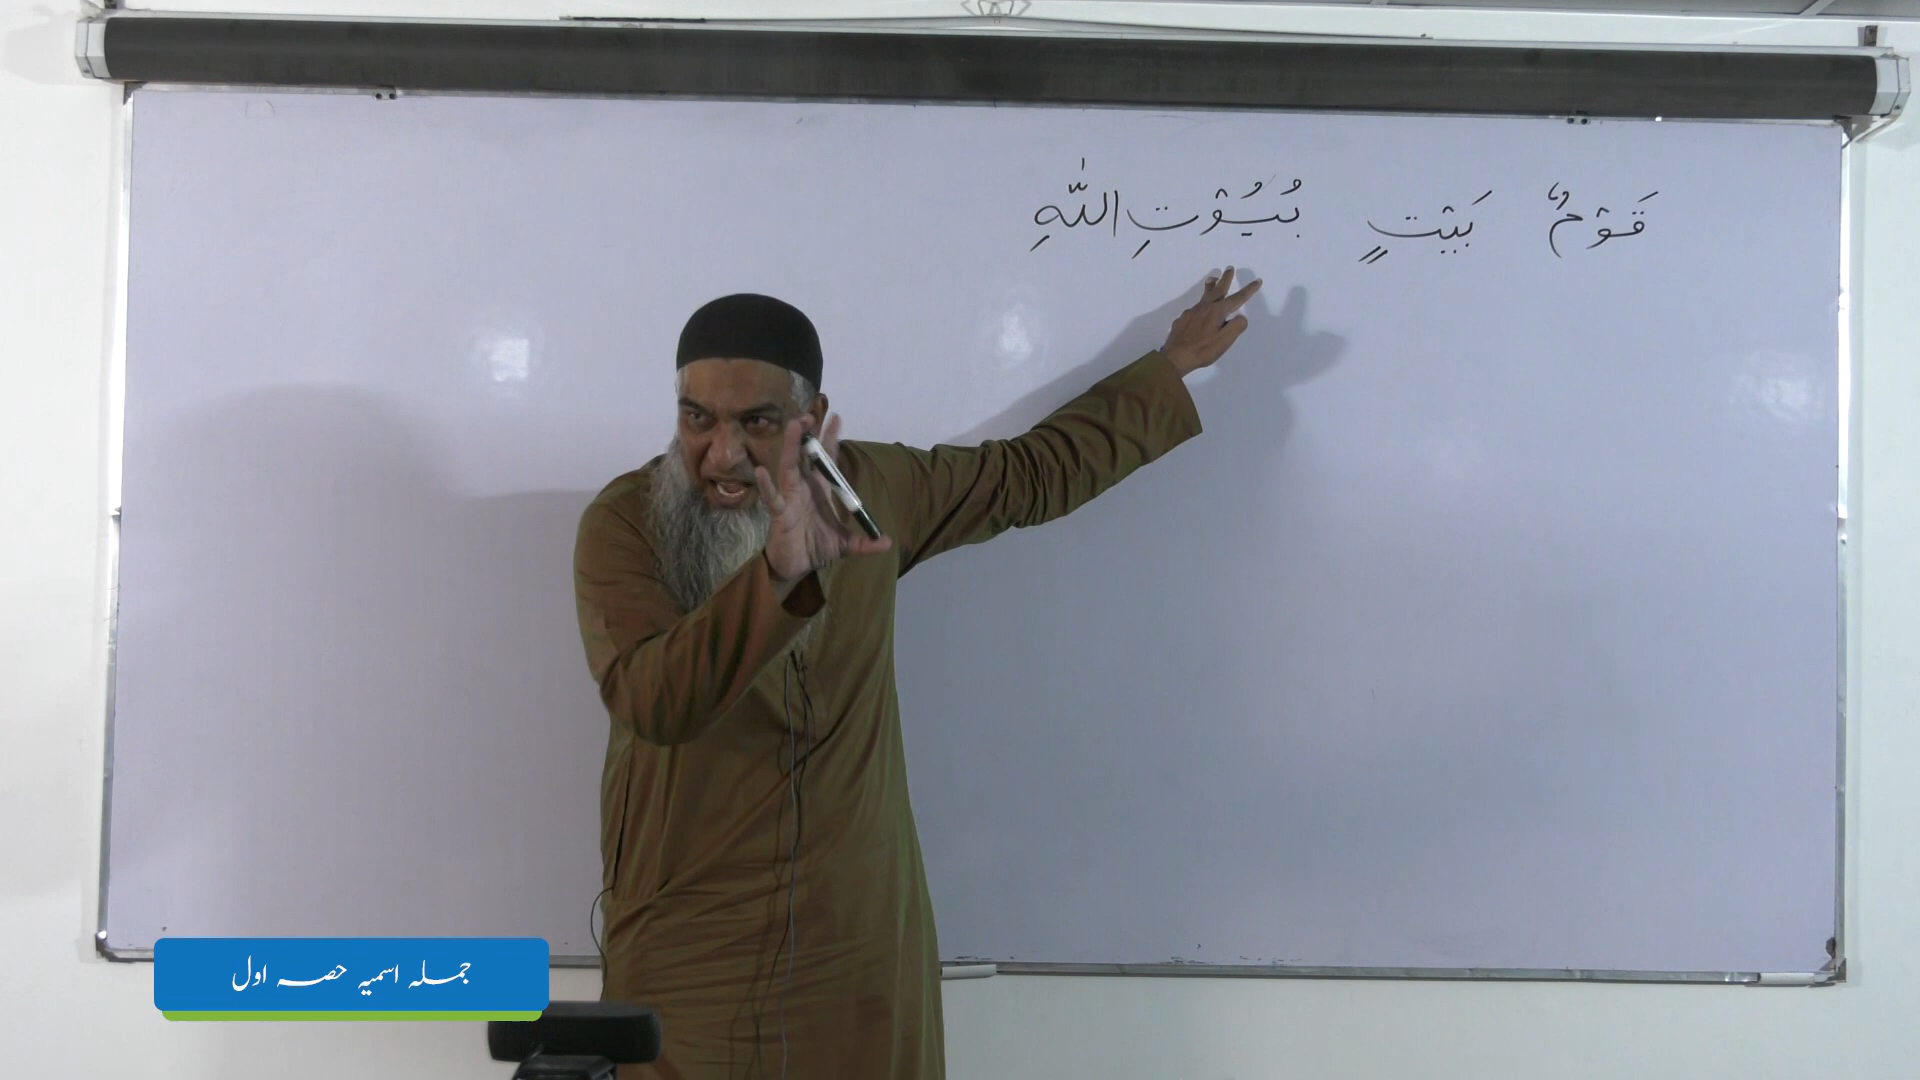 قَوْمٌ بَيْتٍ بُيُوْتِ اللّٰهِ
جملہ اسمیہ حصہ اول